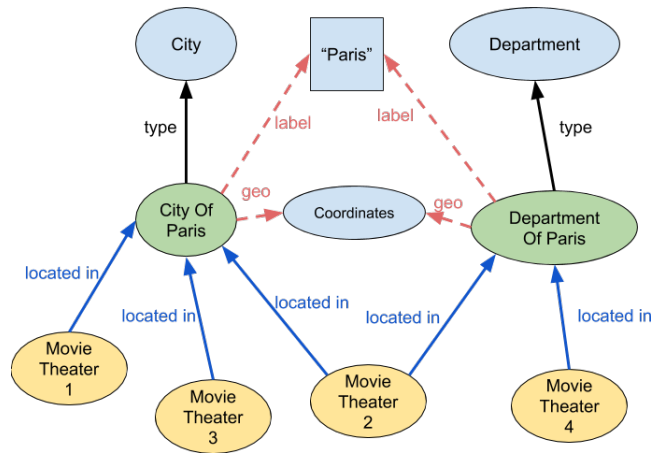 City
“Paris”
Department
type
label
label
type
City Of
Paris
geo
Coordinates
geo
Department
Of Paris
located in
located in
located in
located in
located in
Movie
Theater
1
Movie
Theater
3
Movie
Theater
2
Movie
Theater
4